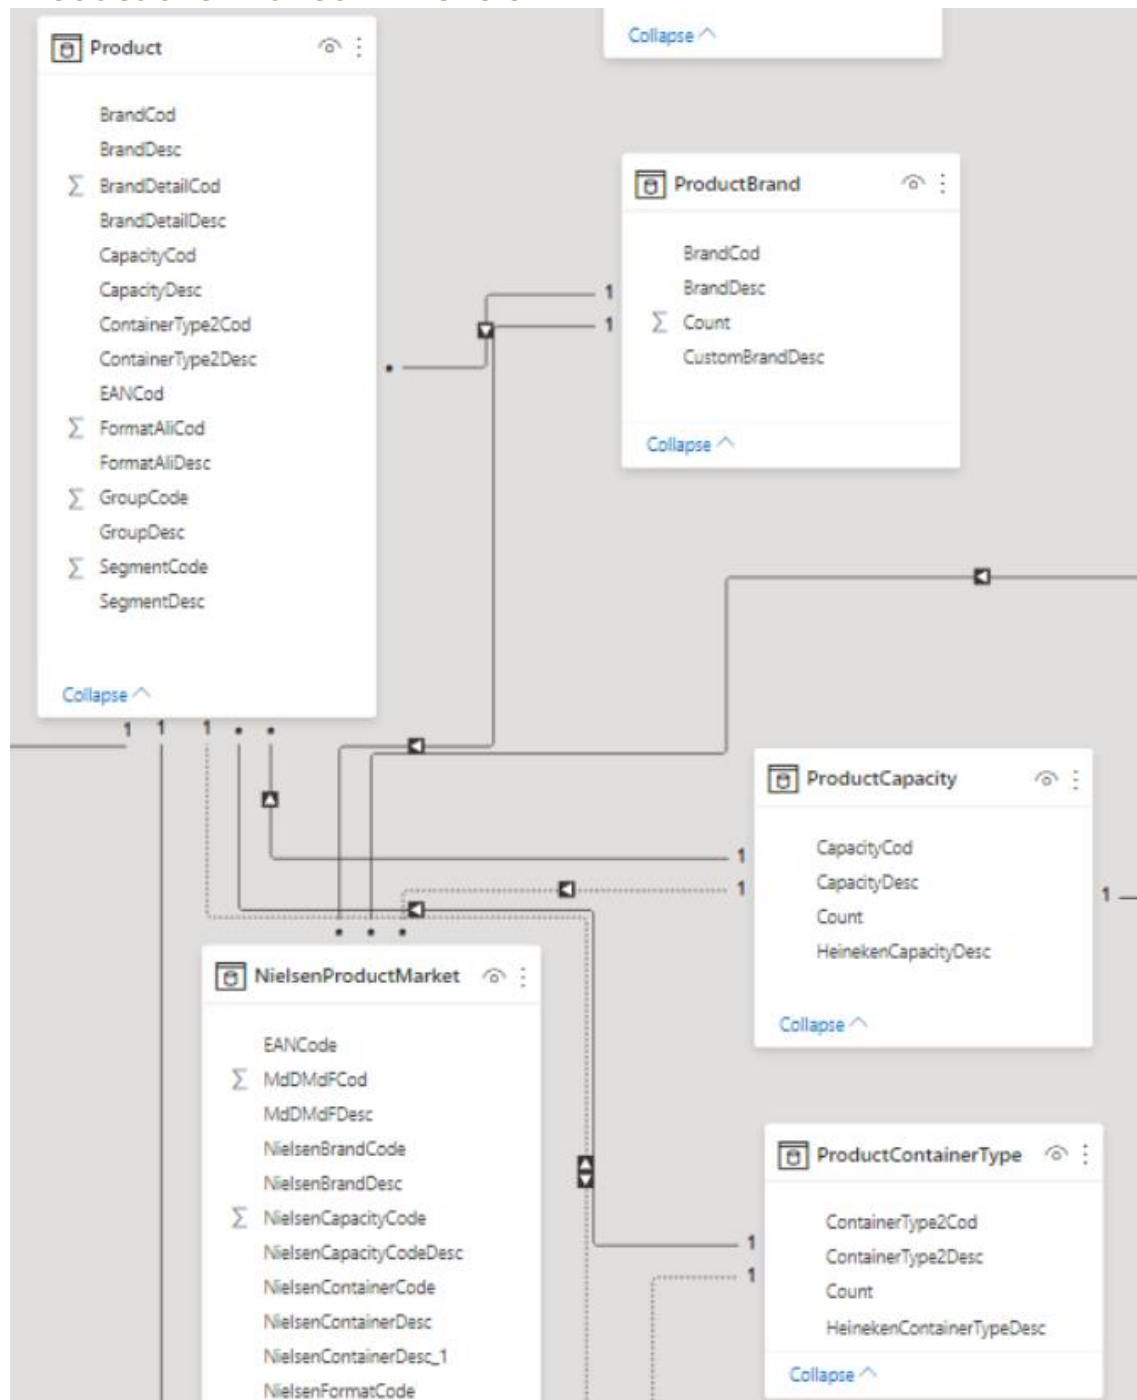 Collapse
Product
BrandCod
BrandDesc
BrandDetailCod
BrandDetailDesc
CapacityCod
CapacityDesc
ContainerType2Cod
ContainerType2Desc
EANCod
FormatAliCod
FormatAliDesc
GroupCode
GroupDesc
SegmentCode
SegmentDesc
Collapse
1 1 1 * *
ProductBrand
BrandCod
BrandDesc
Count
CustomBrandDesc
Collapse
1
1
*
ProductCapacity
CapacityCod
CapacityDesc
Count
HeinekenCapacityDesc
Collapse
1
1
1
* * *
NielsenProductMarket
EANCode
MdDMdFCod
MdDMdFDesc
NielsenBrandCode
NielsenBrandDesc
NielsenCapacityCode
NielsenCapacityCodeDesc
NielsenContainerCode
NielsenContainerDesc
NielsenContainerDesc_1
NielsenFormatCode
ProductContainerType
ContainerType2Cod
ContainerType2Desc
Count
HeinekenContainerTypeDesc
Collapse
1
1